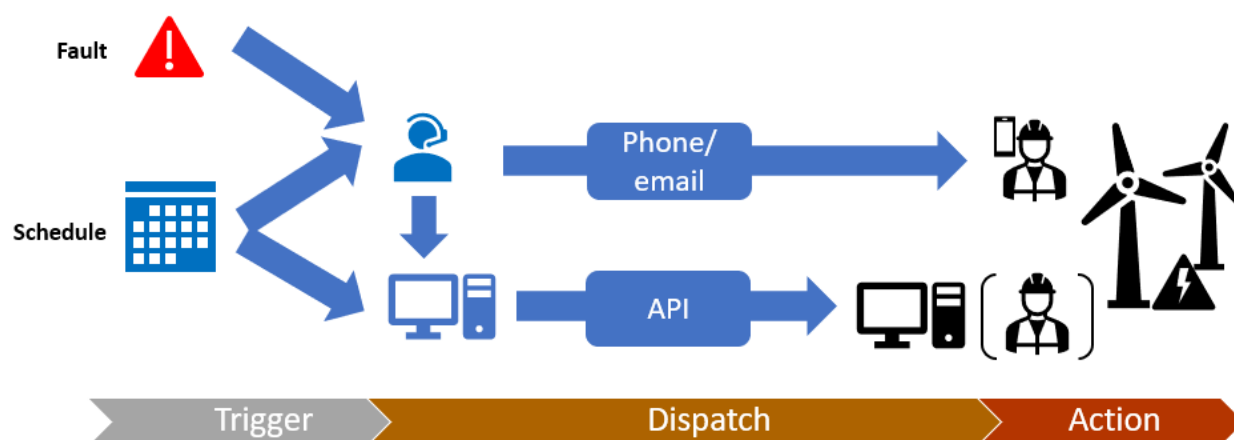 Fault
Phone/
email
Schedule
API
Trigger
Dispatch
Action